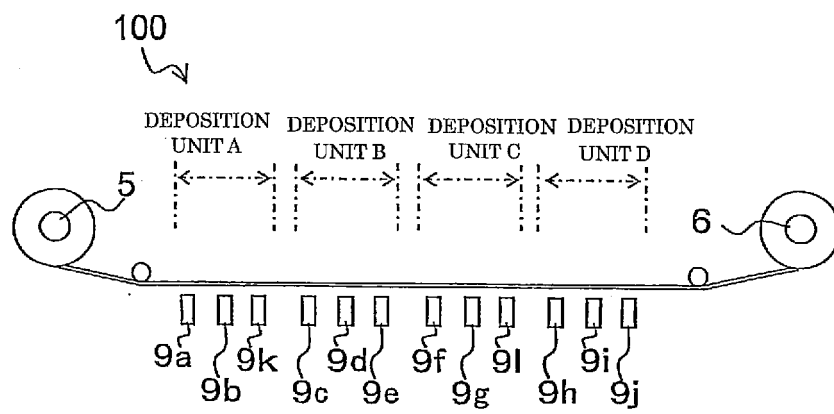 100
DEPOSITION UNIT A
DEPOSITION UNIT B
DEPOSITION UNIT C
DEPOSITION UNIT D
5
6
9a
9b
9k
9c
9d
9e
9f
9g
9l
9h
9i
9j